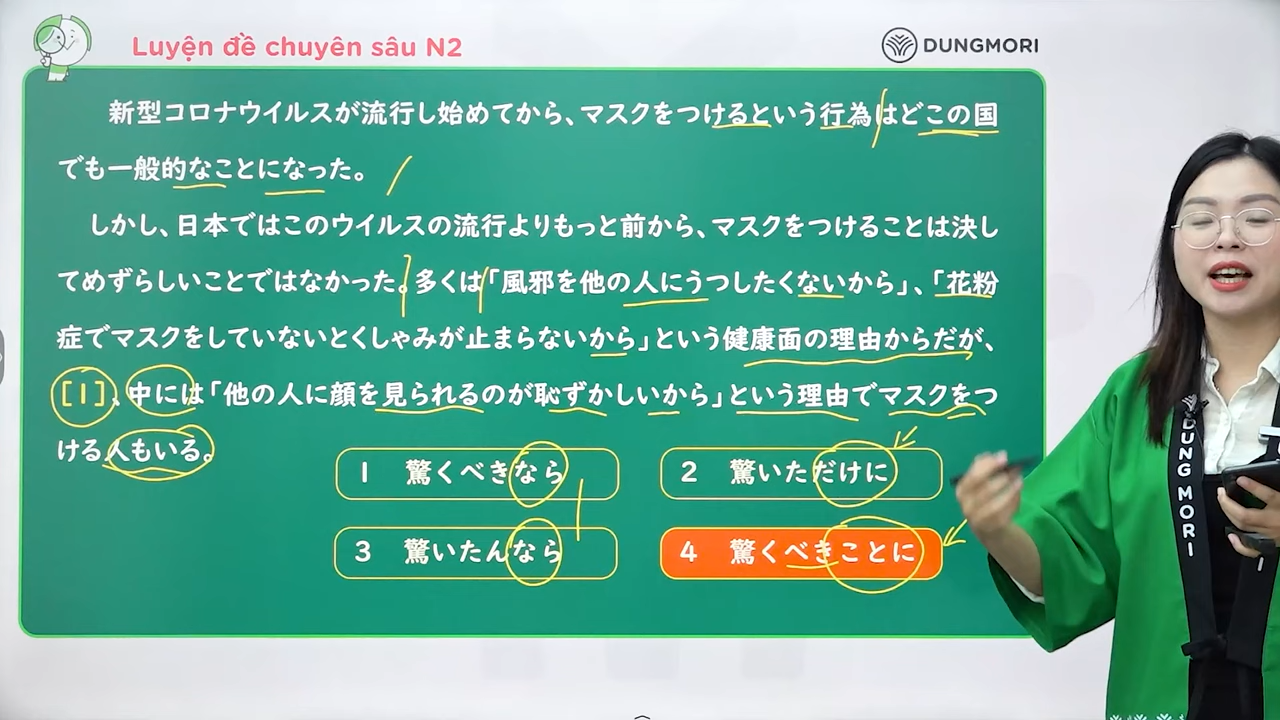 Luyện đề chuyên sâu N2
DUNGMORI
新型コロナウイルスが流行し始めてから、マスクをつけるという行為はどこの国
でも一般的なことになった。
しかし、日本ではこのウイルスの流行よりもっと前から、マスクをつけることは決し
てめずらしいことではなかった。多くは「風邪を他の人にうつしたくないから」、「花粉
症でマスクをしていないとくしゃみが止まらないから」という健康面の理由からだが、
[1]、中には「他の人に顔を見られるのが恥ずかしいから」という理由でマスクをつ
ける人もいる。
1 驚くべきなら
2 驚いただけに
3 驚いたんなら
4 驚くべきことに
DUNG MORI